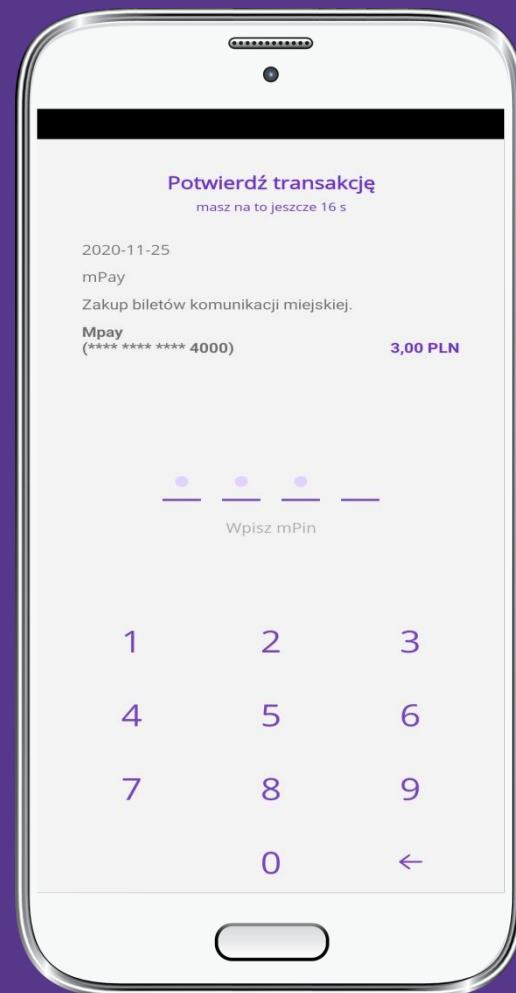 Potwierdź transakcję
masz na to jeszcze 16 s
2020-11-25
mPay
Zakup biletów komunikacji miejskiej.
Mpay
(**** **** **** 4000) 3,00 PLN
Wpisz mPin
1 2 3
4 5 6
7 8 9
0 ←